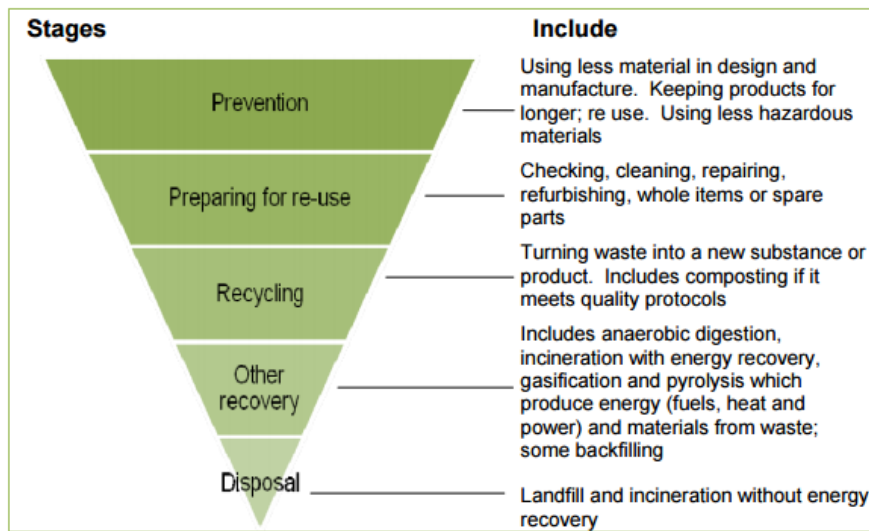 Stages
Include
Prevention
Using less material in design and
manufacture.  Keeping products for
longer; re use.  Using less hazardous
materials
Preparing for re-use
Checking, cleaning, repairing,
refurbishing, whole items or spare
parts
Recycling
Turning waste into a new substance or
product.  Includes composting if it
meets quality protocols
Other
recovery
Includes anaerobic digestion,
incineration with energy recovery,
gasification and pyrolysis which
produce energy (fuels, heat and
power) and materials from waste;
some backfilling
Disposal
Landfill and incineration without energy
recovery